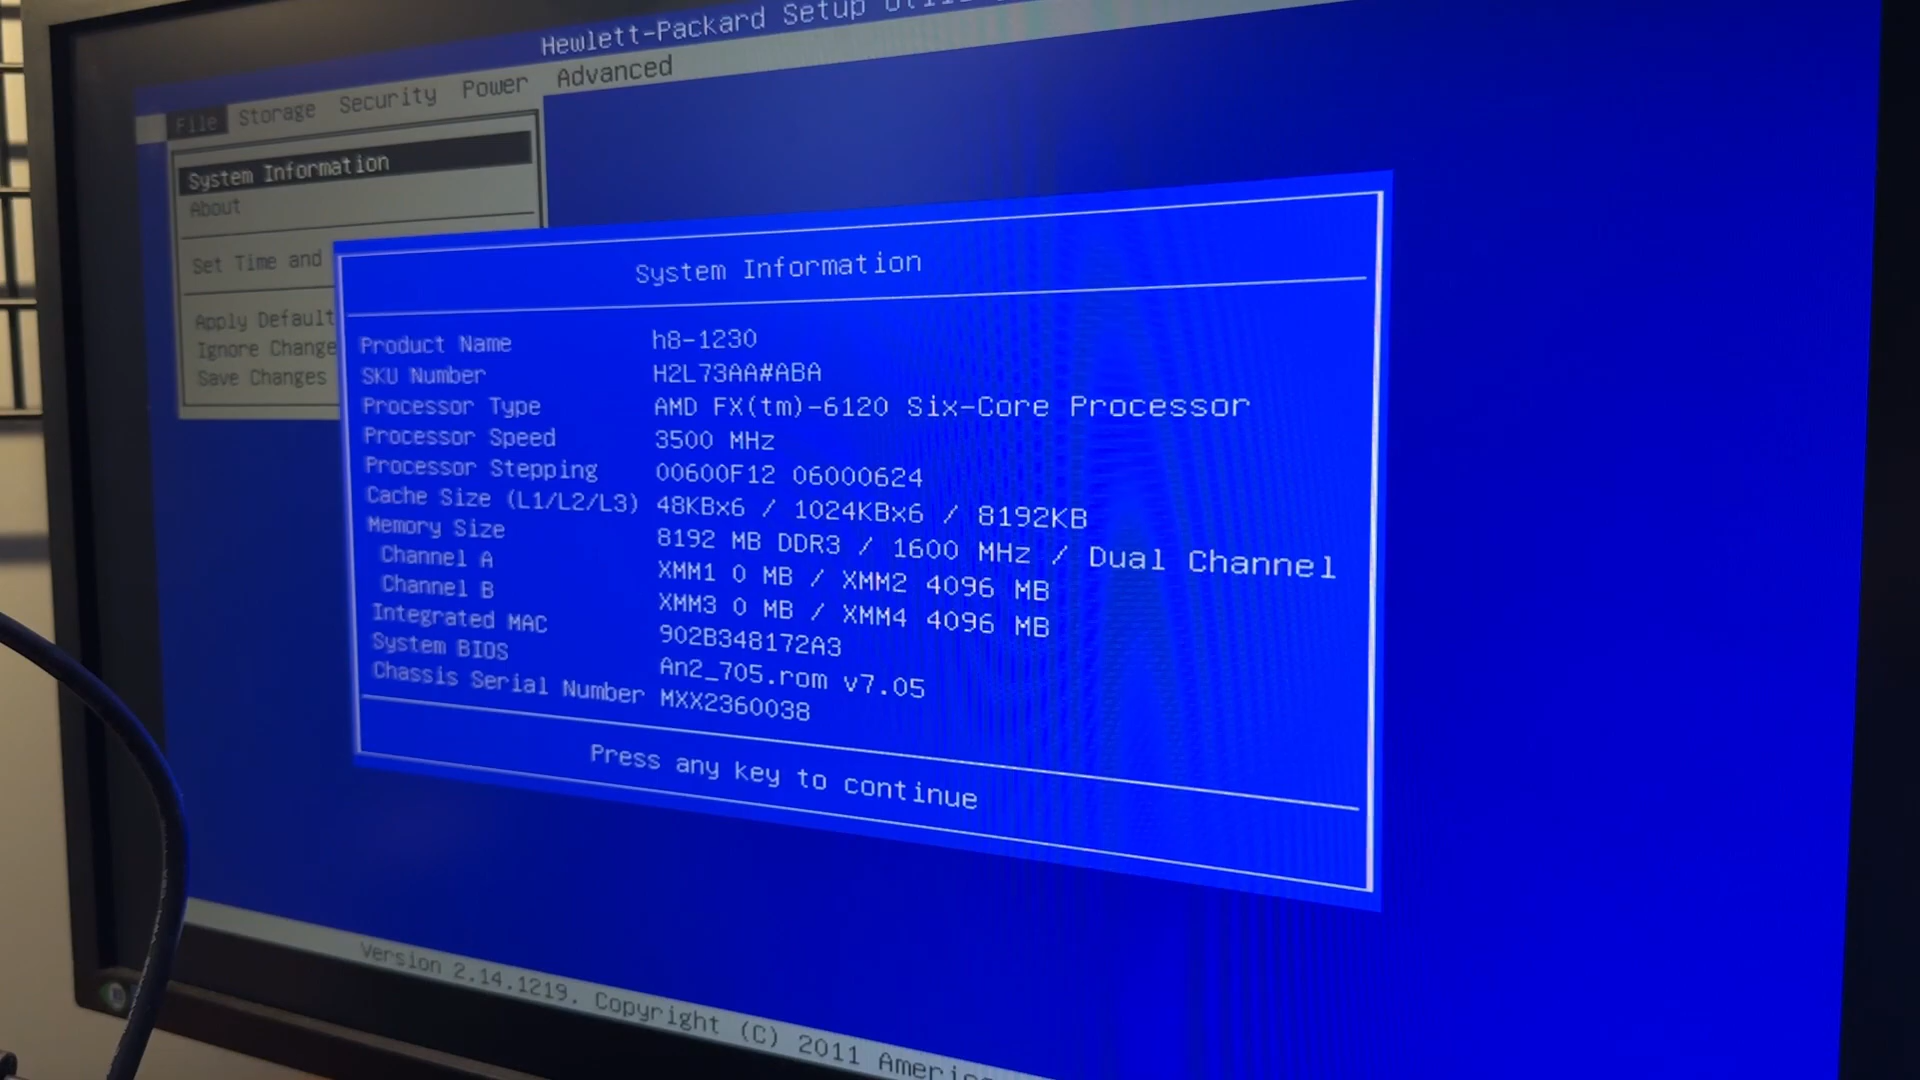 Hewlett-Packard Setup
File Storage Security Power Advanced
System Information
About
Set Time and
Apply Default
Ignore Change
Save Changes
System Information
Product Name h8-1230
SKU Number H2L73AA#ABA
Processor Type AMD FX(tm)-6120 Six-Core Processor
Processor Speed 3500 MHz
Processor Stepping 00600F12 06000624
Cache Size (L1/L2/L3) 48KBx6 / 1024KBx6 / 8192KB
Memory Size 8192 MB DDR3 / 1600 MHz / Dual Channel
Channel A XMM1 0 MB / XMM2 4096 MB
Channel B XMM3 0 MB / XMM4 4096 MB
Integrated MAC 902B348172A3
System BIOS An2_705.rom v7.05
Chassis Serial Number MXX2360038
Press any key to continue
Version 2.14.1219. Copyright (C) 2011